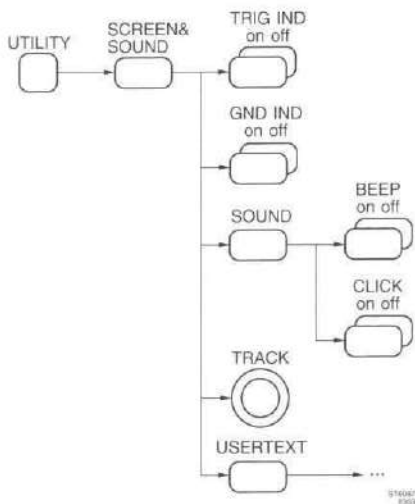 UTILITY
SCREEN&
SOUND
TRIG IND
on off
GND IND
on off
SOUND
BEEP
on off
CLICK
on off
TRACK
USERTEXT
...